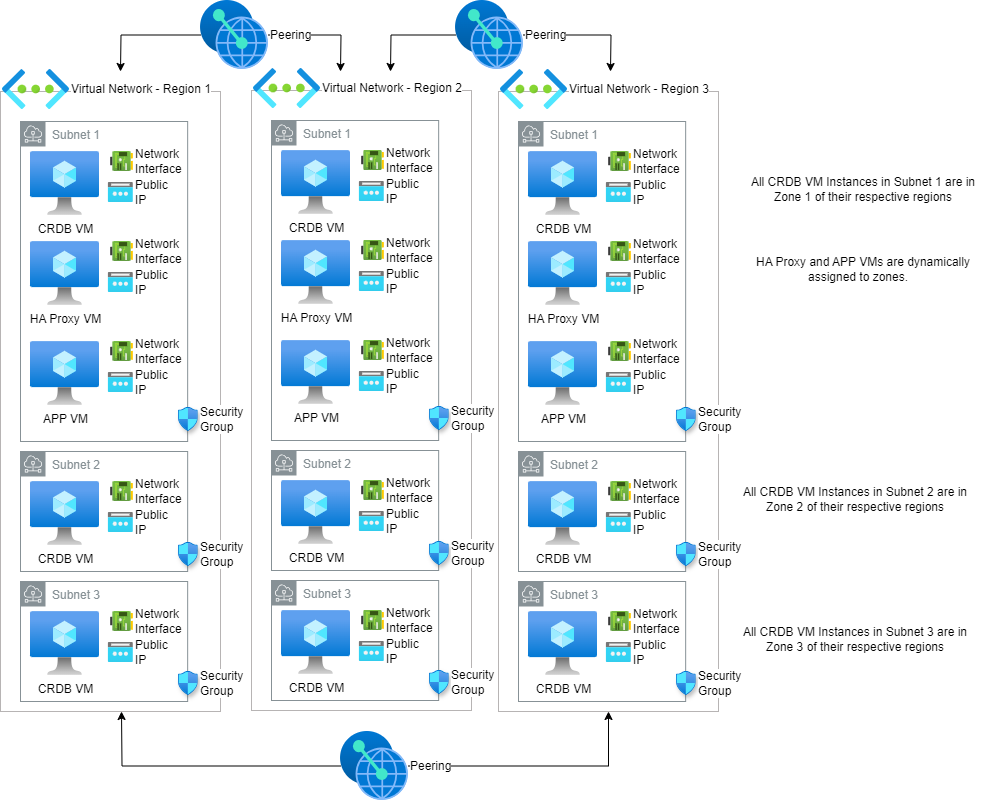 Peering
Peering
Virtual Network - Region 1
Virtual Network - Region 2
Virtual Network - Region 3
Subnet 1
Network
Interface
Public
IP
CRDB VM
Network
Interface
Public
IP
HA Proxy VM
Network
Interface
Public
IP
APP VM
Security
Group
Subnet 2
Network
Interface
Public
IP
CRDB VM
Security
Group
Subnet 3
Network
Interface
Public
IP
CRDB VM
Security
Group
Subnet 1
Network
Interface
Public
IP
CRDB VM
Network
Interface
Public
IP
HA Proxy VM
Network
Interface
Public
IP
APP VM
Security
Group
Subnet 2
Network
Interface
Public
IP
CRDB VM
Security
Group
Subnet 3
Network
Interface
Public
IP
CRDB VM
Security
Group
Subnet 1
Network
Interface
Public
IP
CRDB VM
Network
Interface
Public
IP
HA Proxy VM
Network
Interface
Public
IP
APP VM
Security
Group
Subnet 2
Network
Interface
Public
IP
CRDB VM
Security
Group
Subnet 3
Network
Interface
Public
IP
CRDB VM
Security
Group
All CRDB VM Instances in Subnet 1 are in
Zone 1 of their respective regions
HA Proxy and APP VMs are dynamically
assigned to zones.
All CRDB VM Instances in Subnet 2 are in
Zone 2 of their respective regions
All CRDB VM Instances in Subnet 3 are in
Zone 3 of their respective regions
Peering